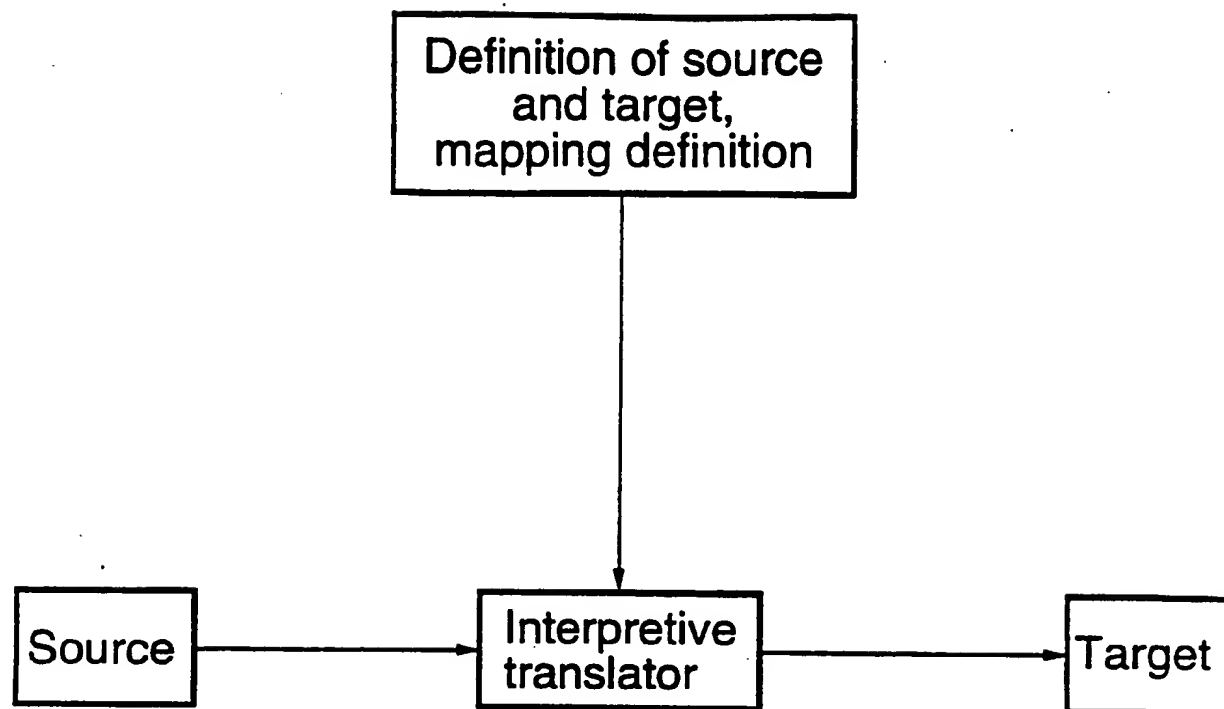 Definition of source
and target,
mapping definition
Source
Interpretive
translator
Target